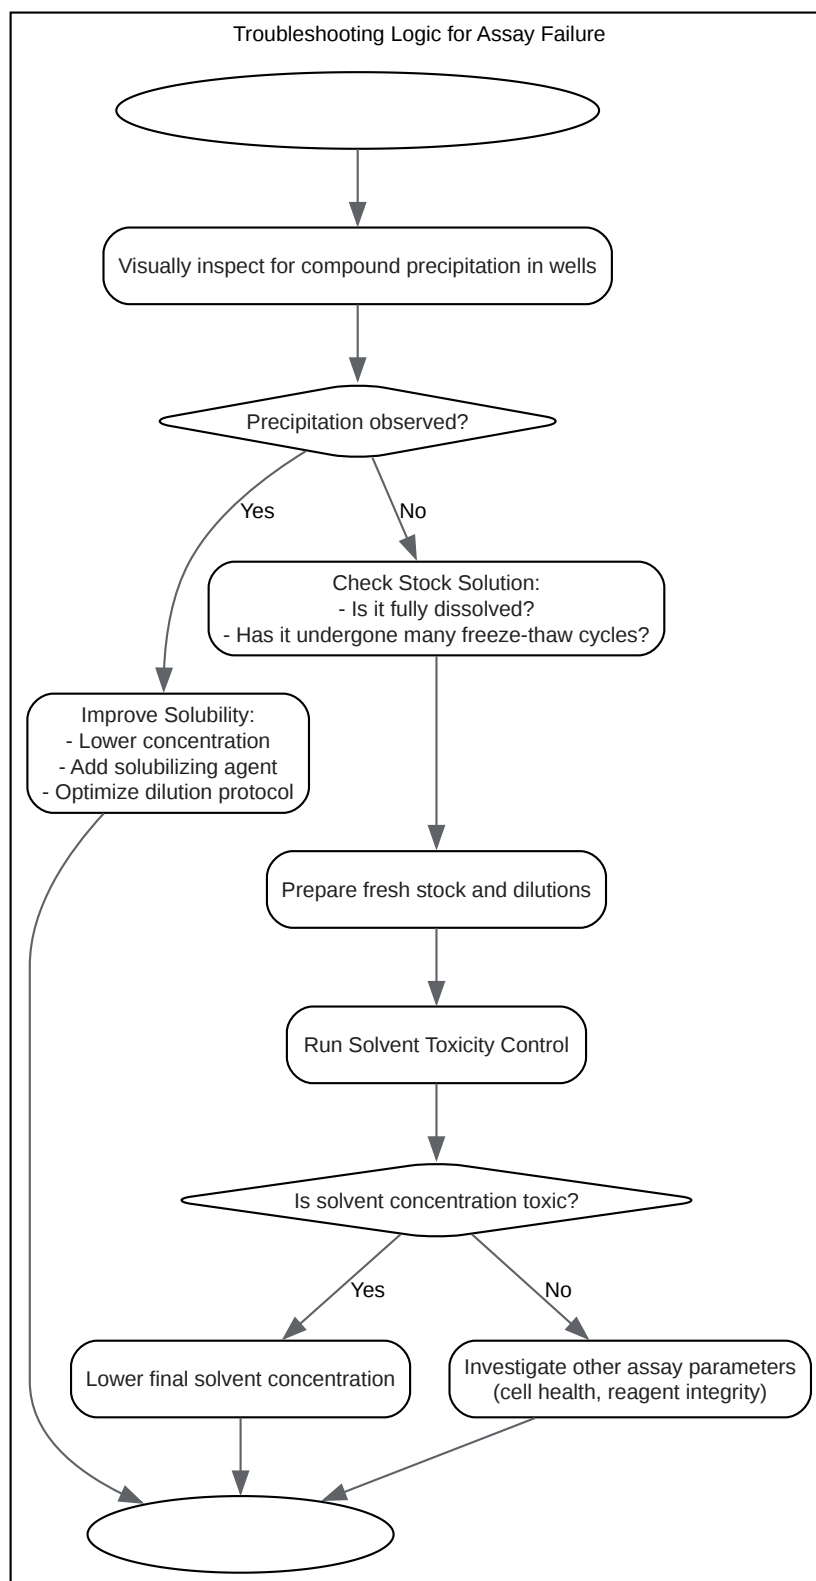 Troubleshooting Logic for Assay Failure
Visually inspect for compound precipitation in wells
Precipitation observed?
Yes
No
Check Stock Solution:
- Is it fully dissolved?
- Has it undergone many freeze-thaw cycles?
Improve Solubility:
- Lower concentration
- Add solubilizing agent
- Optimize dilution protocol
Prepare fresh stock and dilutions
Run Solvent Toxicity Control
Is solvent concentration toxic?
Yes
No
Lower final solvent concentration
Investigate other assay parameters
(cell health, reagent integrity)